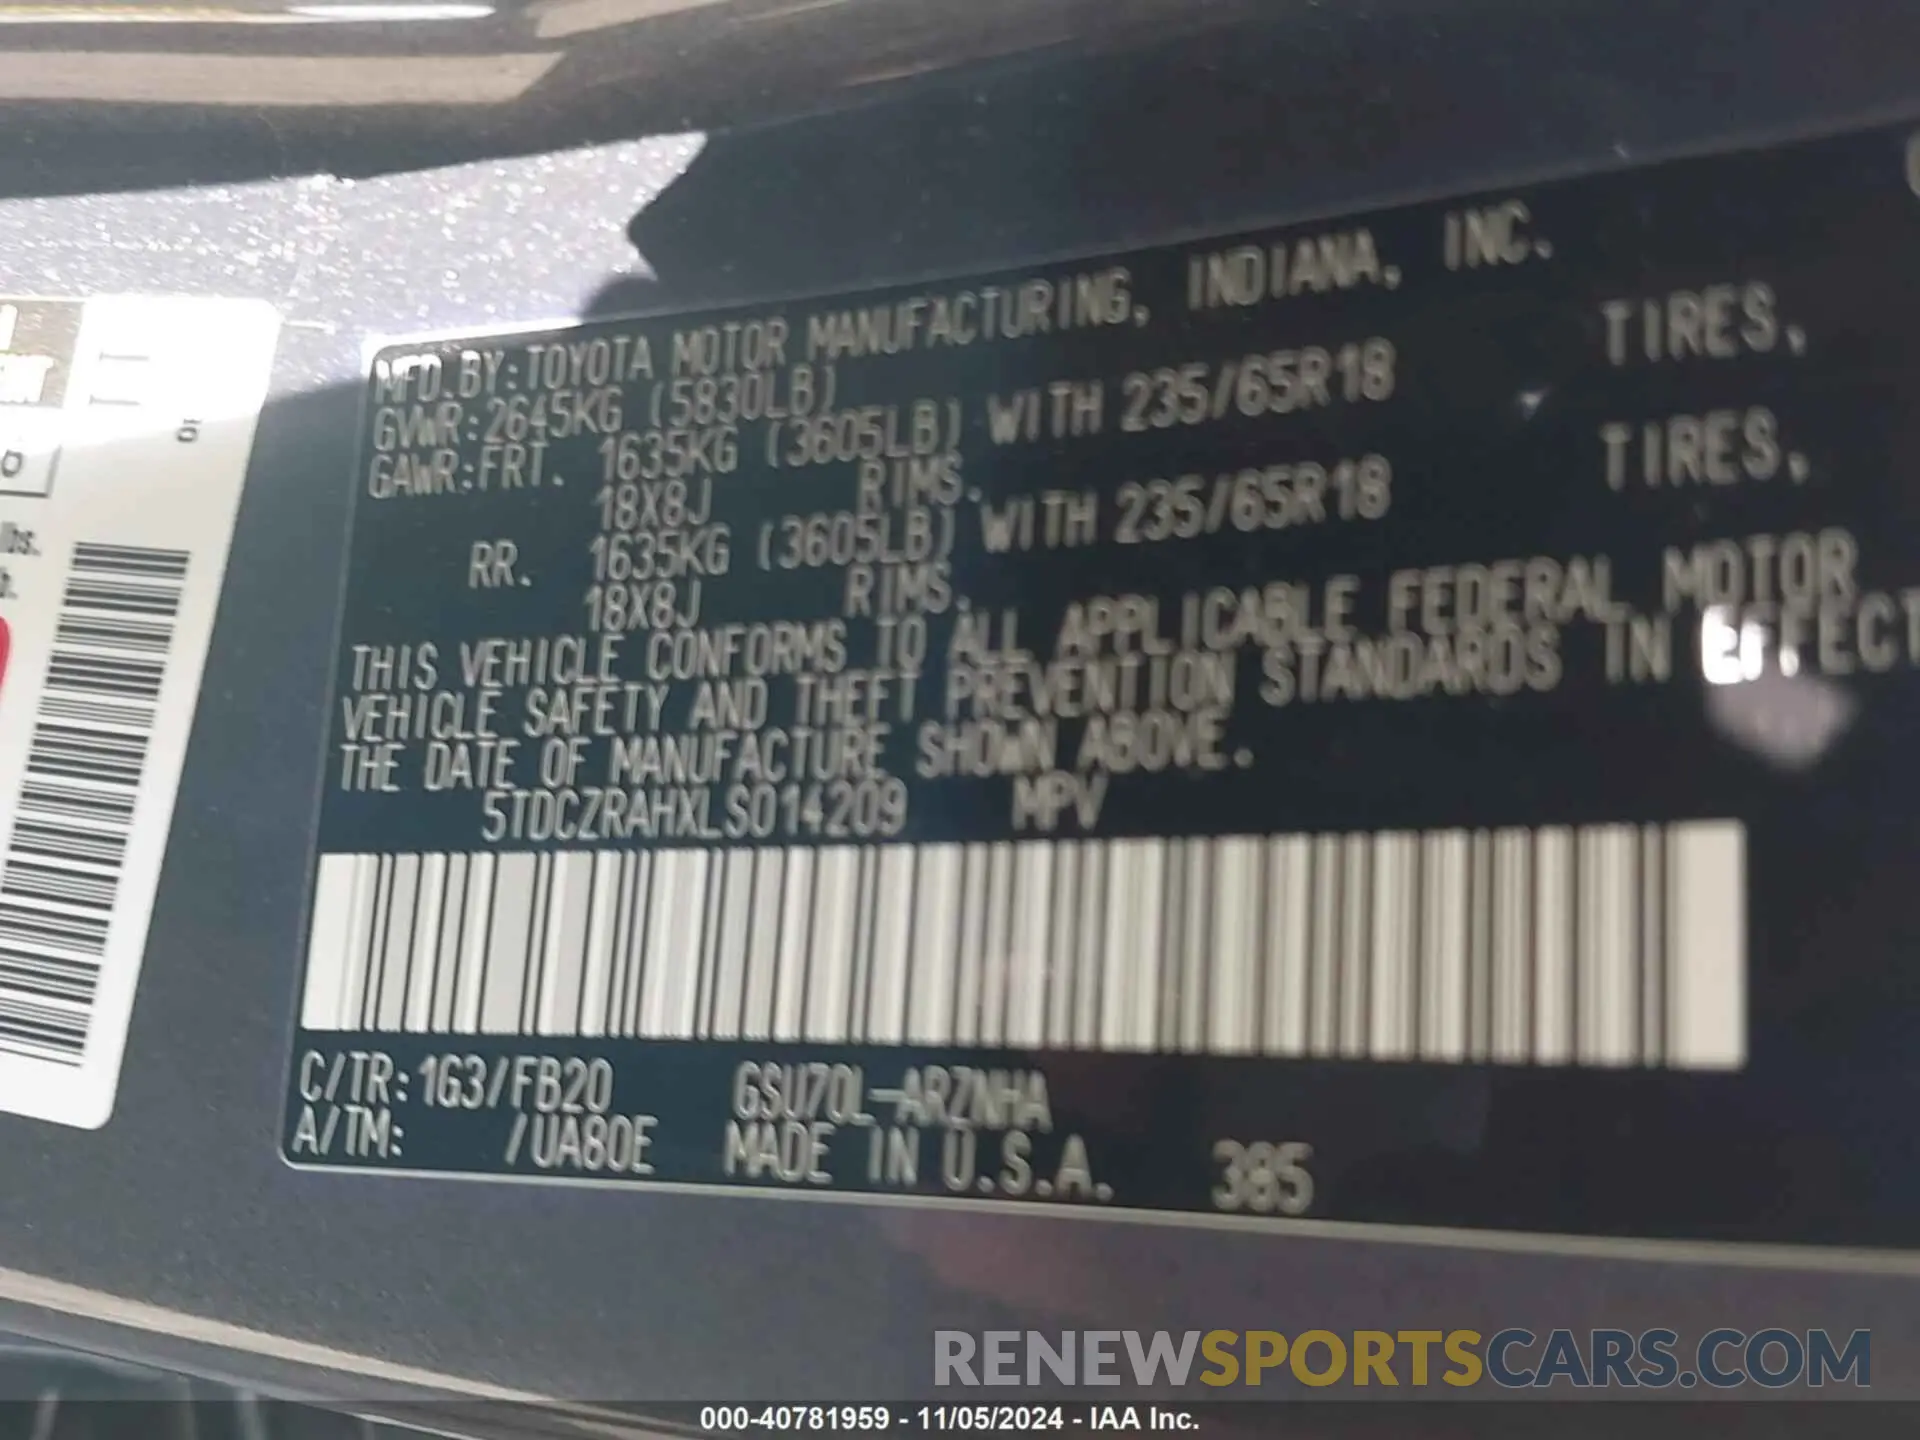 MFD.BY:TOYOTA MOTOR MANUFACTURING, INDIANA, INC.
GVWR:2645KG (5830LB)
GAWR:FRT. 1635KG (3605LB) WITH 235/65R18 TIRES,
18X8J RIMS.
RR. 1635KG (3605LB) WITH 235/65R18 TIRES,
18X8J RIMS.
THIS VEHICLE CONFORMS TO ALL APPLICABLE FEDERAL MOTOR
VEHICLE SAFETY AND THEFT PREVENTION STANDARDS IN EFFECT
THE DATE OF MANUFACTURE SHOWN ABOVE.
5TDCZRAHXLS014209 MPV
C/TR:1G3/FB20 GSU70L-ARZNHA
A/TM: /UA80E MADE IN U.S.A. 385
lbs.
RENEWSPORTSCARS.COM
000-40781959 - 11/05/2024 - IAA Inc.